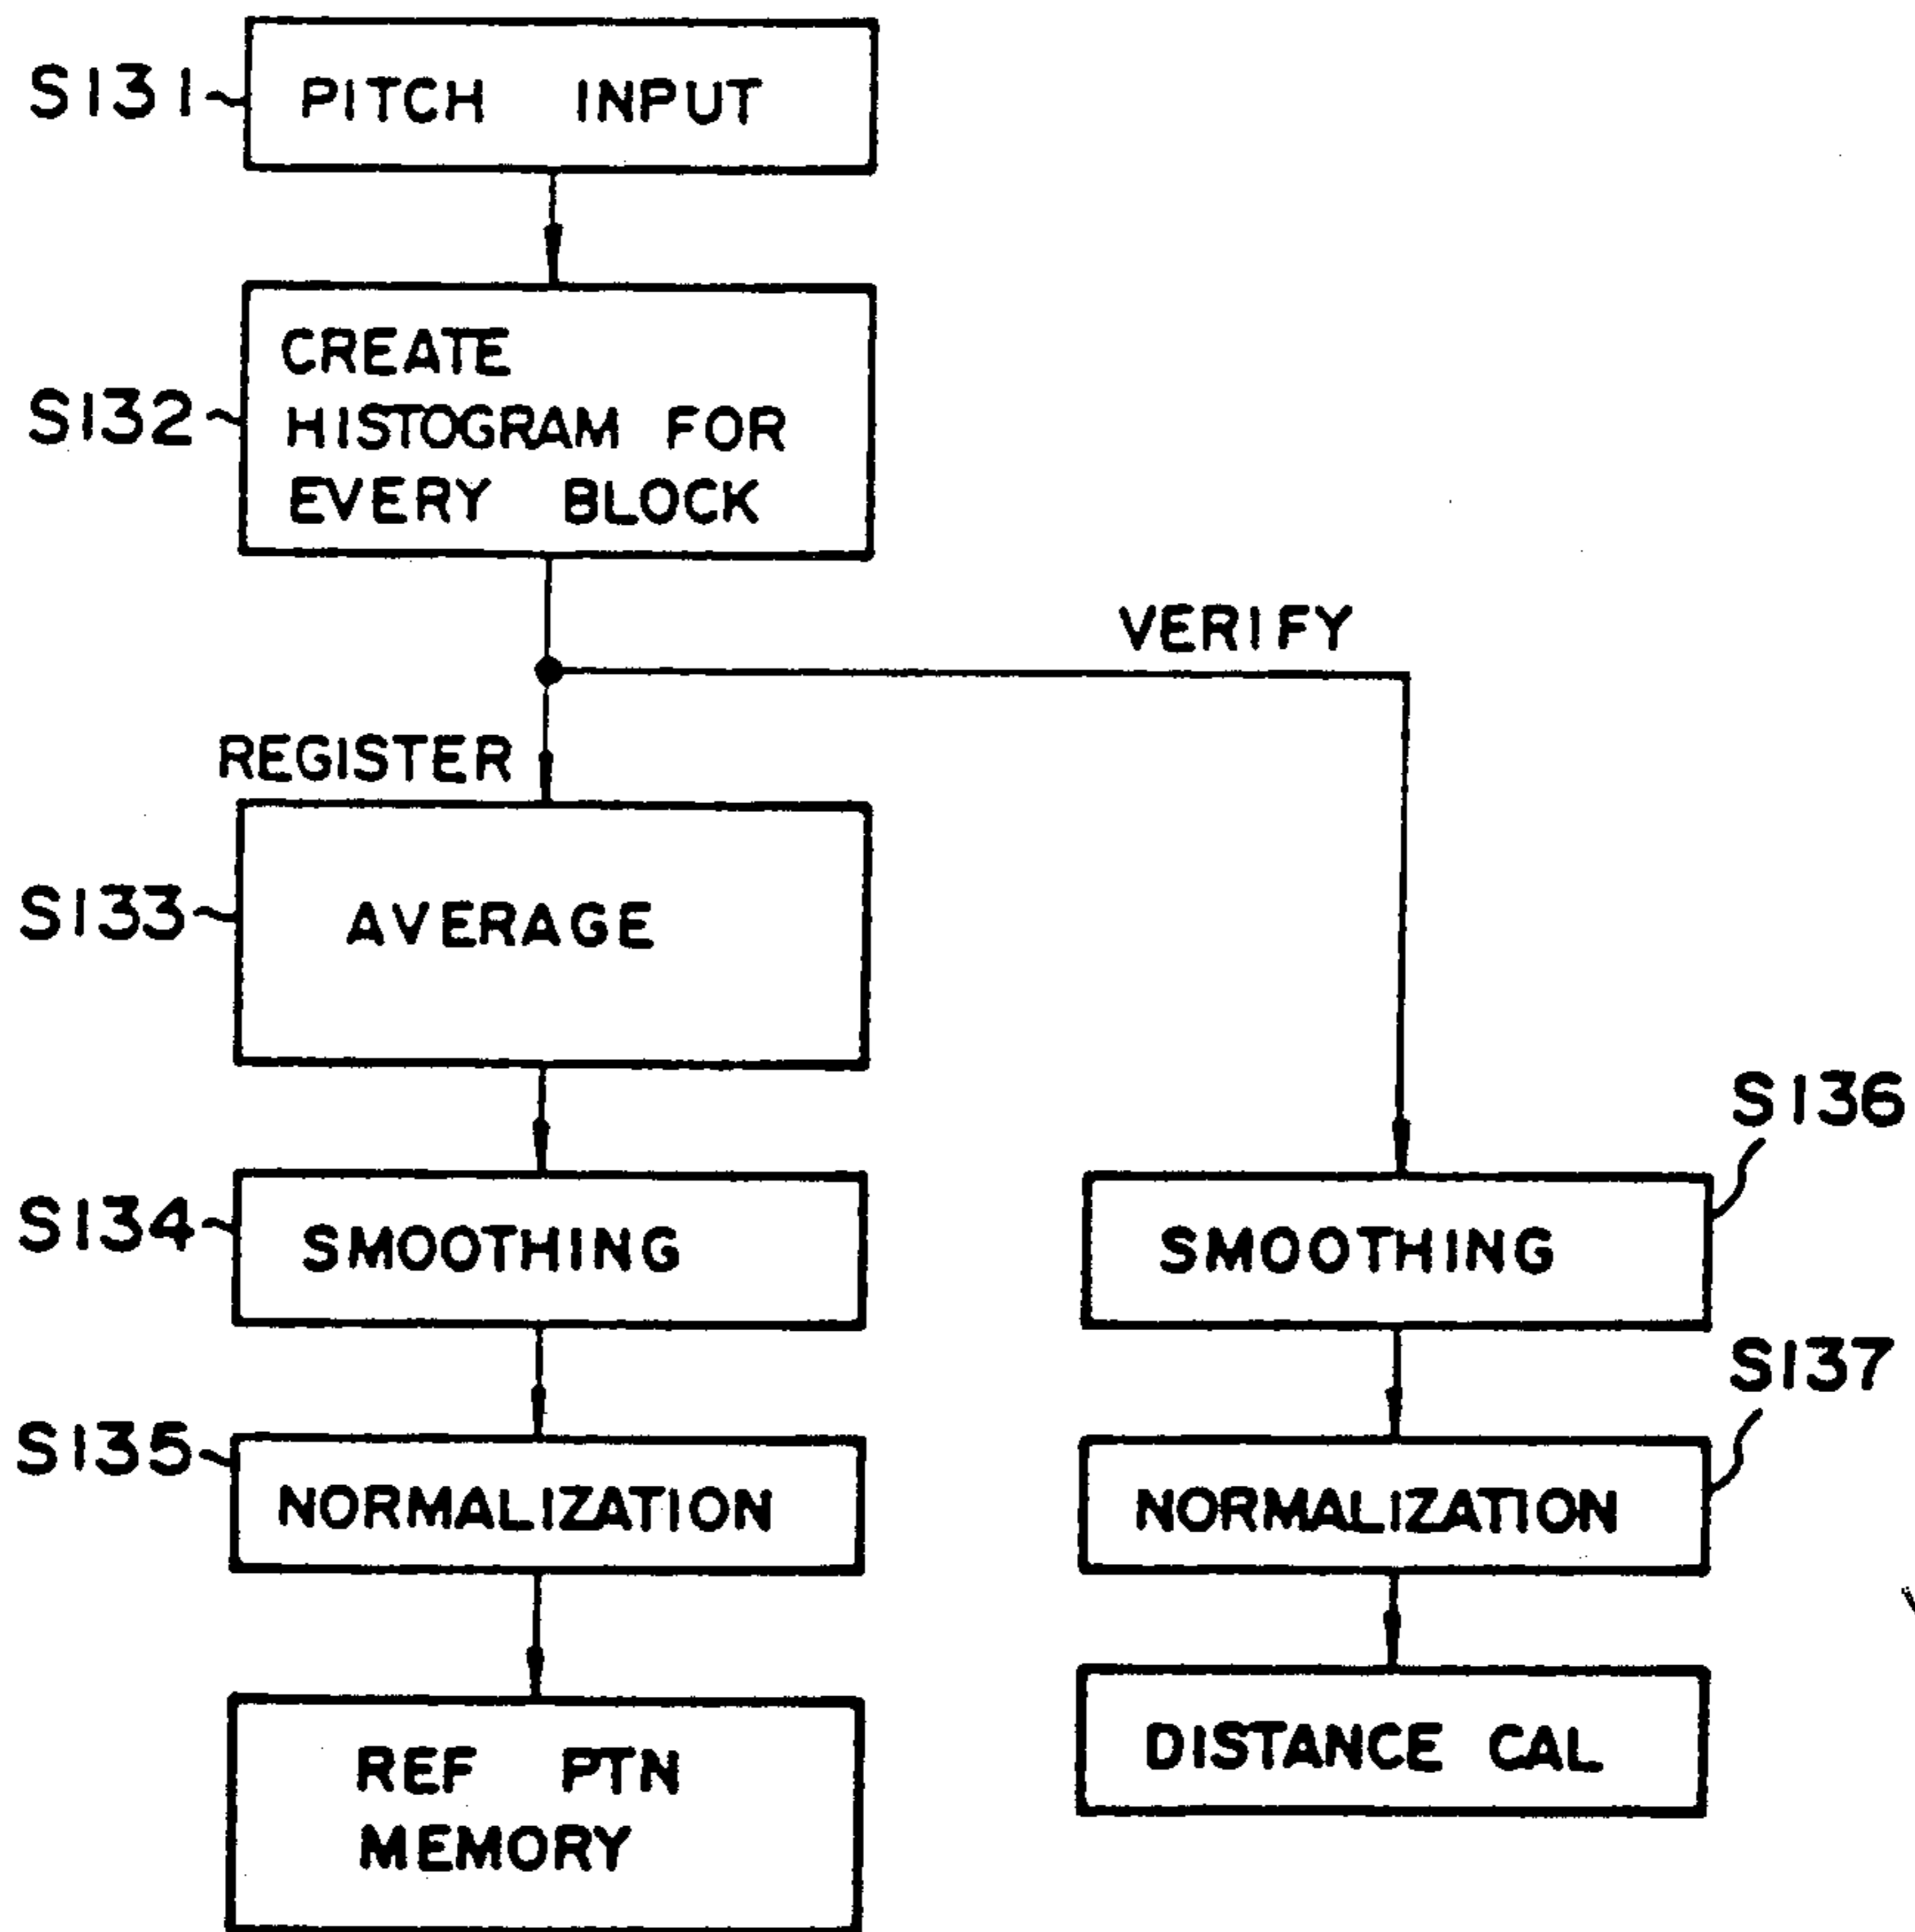 S131
PITCH INPUT
S132
CREATE
HISTOGRAM FOR
EVERY BLOCK
VERIFY
REGISTER
S133
AVERAGE
S134
SMOOTHING
S136
SMOOTHING
S135
NORMALIZATION
S137
NORMALIZATION
REF PTN
MEMORY
DISTANCE CAL